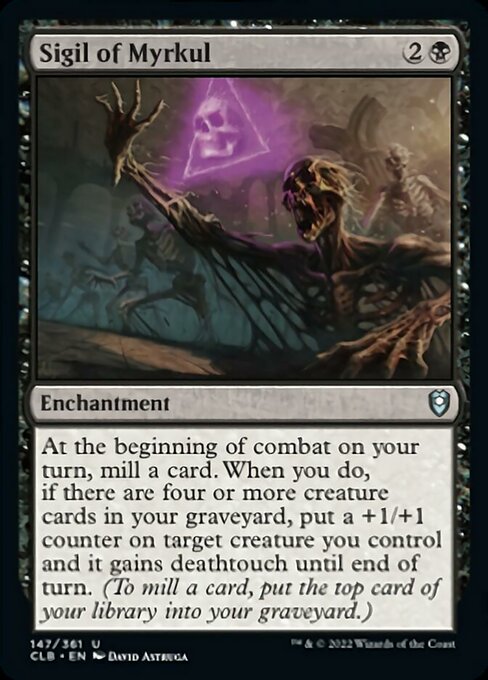 Sigil of Myrkul 2
Enchantment
At the beginning of combat on your
turn, mill a card. When you do,
if there are four or more creature
cards in your graveyard, put a +1/+1
counter on target creature you control
and it gains deathtouch until end of
turn. (To mill a card, put the top card of
your library into your graveyard.)
147/361 U
CLB • EN DAVID ASTRUGA
™ & © 2022 Wizards of the Coast